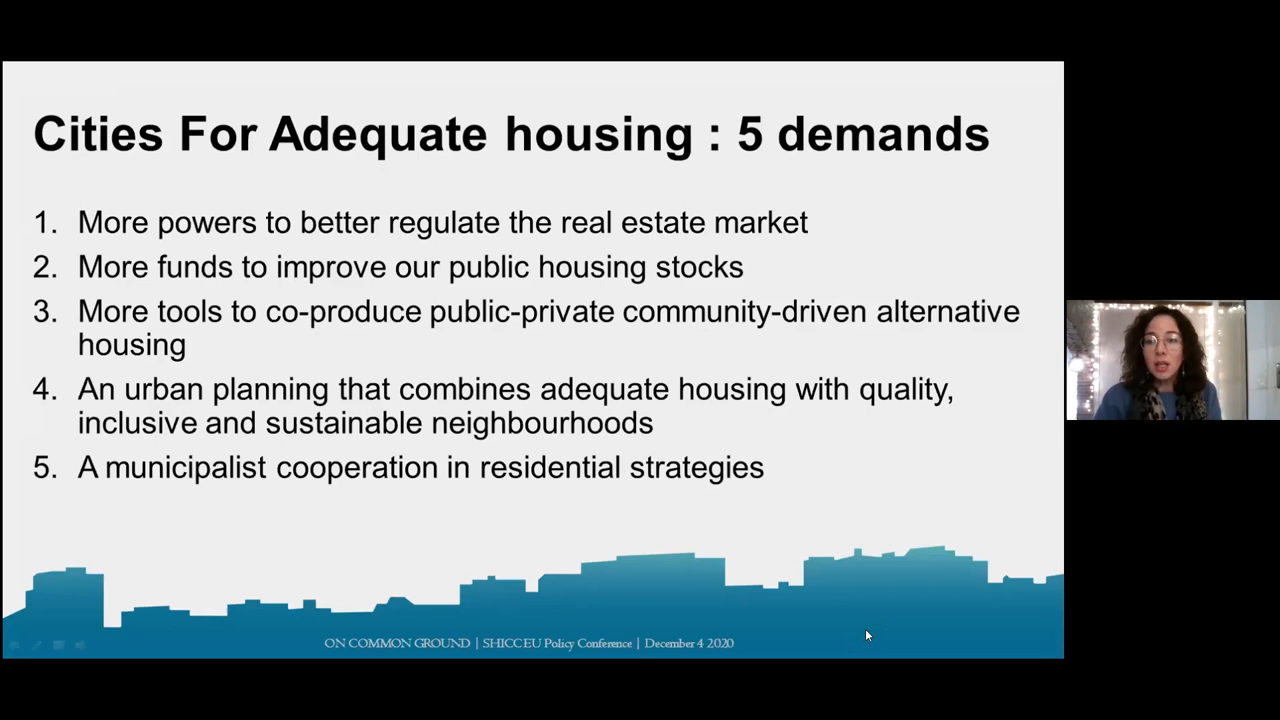 Cities For Adequate housing : 5 demands
1. More powers to better regulate the real estate market
2. More funds to improve our public housing stocks
3. More tools to co-produce public-private community-driven alternative
housing
4. An urban planning that combines adequate housing with quality,
inclusive and sustainable neighbourhoods
5. A municipalist cooperation in residential strategies
ON COMMON GROUND | SHICC EU Policy Conference | December 4 2020